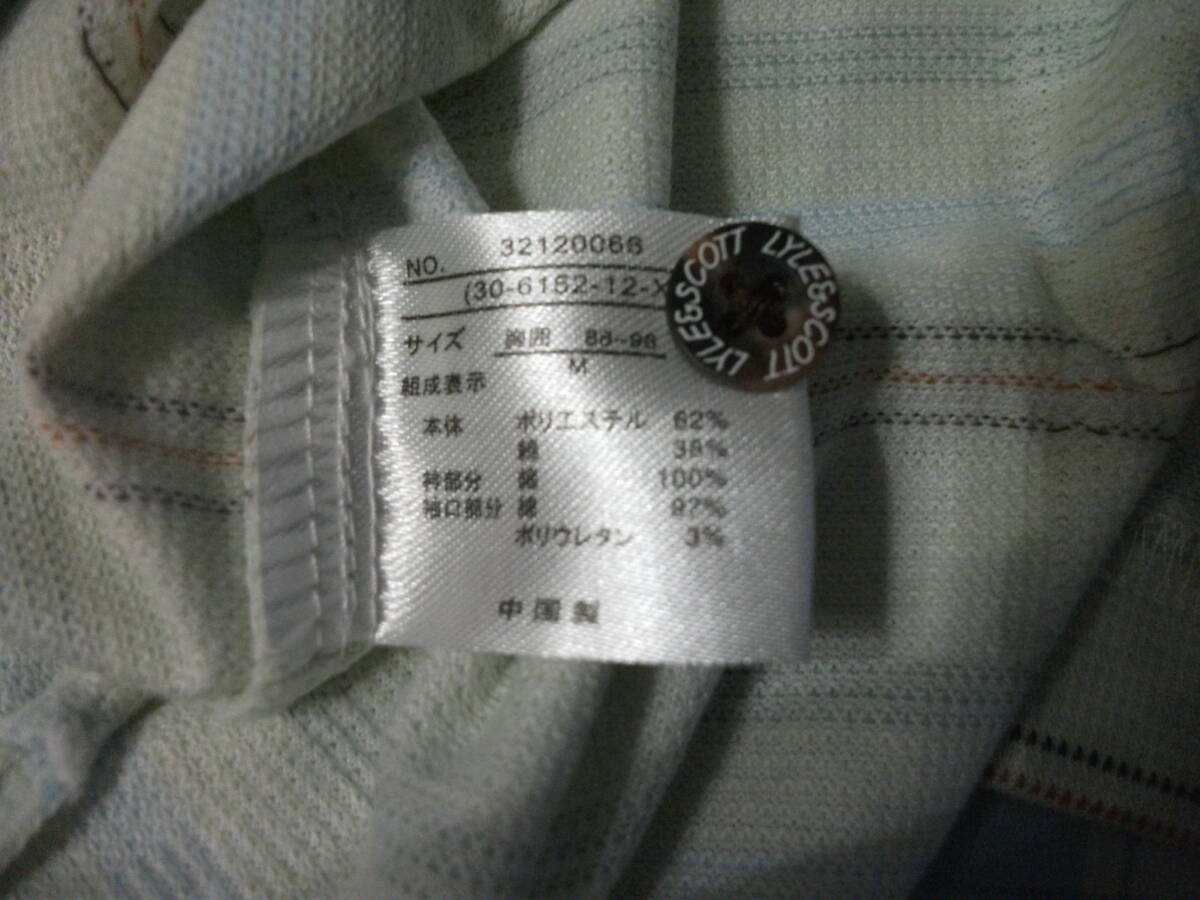 NO. 32120066
(30-6152-12-X
サイズ 胸囲 88~96
M
組成表示
本体 ポリエステル 62%
綿 38%
衿部分 綿 100%
袖口部分 綿 97%
ポリウレタン 3%
中国製
LYLE&SCOTT LYLE&SCOTT